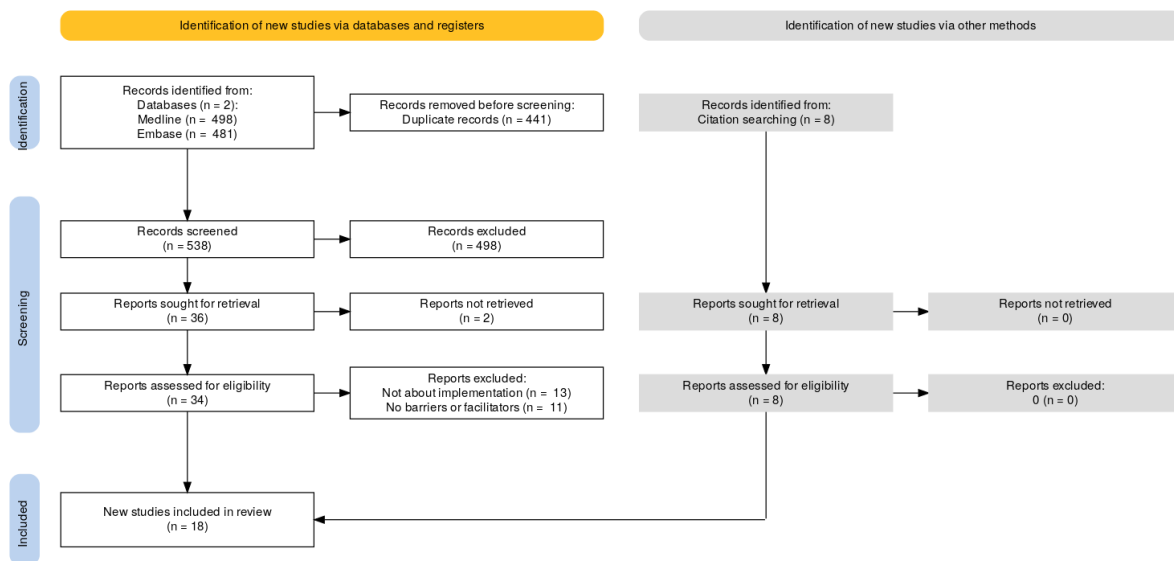 Identification of new studies via databases and registers
Identification of new studies via other methods
Identification
Records identified from:
Databases (n = 2):
Medline (n = 498)
Embase (n = 481)
Records removed before screening:
Duplicate records (n = 441)
Records identified from:
Citation searching (n = 8)
Screening
Records screened
(n = 538)
Records excluded
(n = 498)
Reports sought for retrieval
(n = 36)
Reports not retrieved
(n = 2)
Reports sought for retrieval
(n = 8)
Reports not retrieved
(n = 0)
Reports assessed for eligibility
(n = 34)
Reports excluded:
Not about implementation (n = 13)
No barriers or facilitators (n = 11)
Reports assessed for eligibility
(n = 8)
Reports excluded:
0 (n = 0)
Included
New studies included in review
(n = 18)